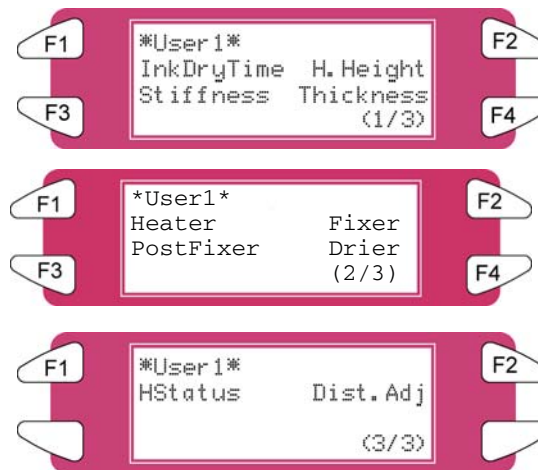 F1
F2
*User1*
InkDryTime H.Height
Stiffness Thickness
(1/3)
F3
F4
F1
F2
*User1*
Heater Fixer
PostFixer Drier
(2/3)
F3
F4
F1
F2
*User1*
HStatus Dist.Adj
(3/3)